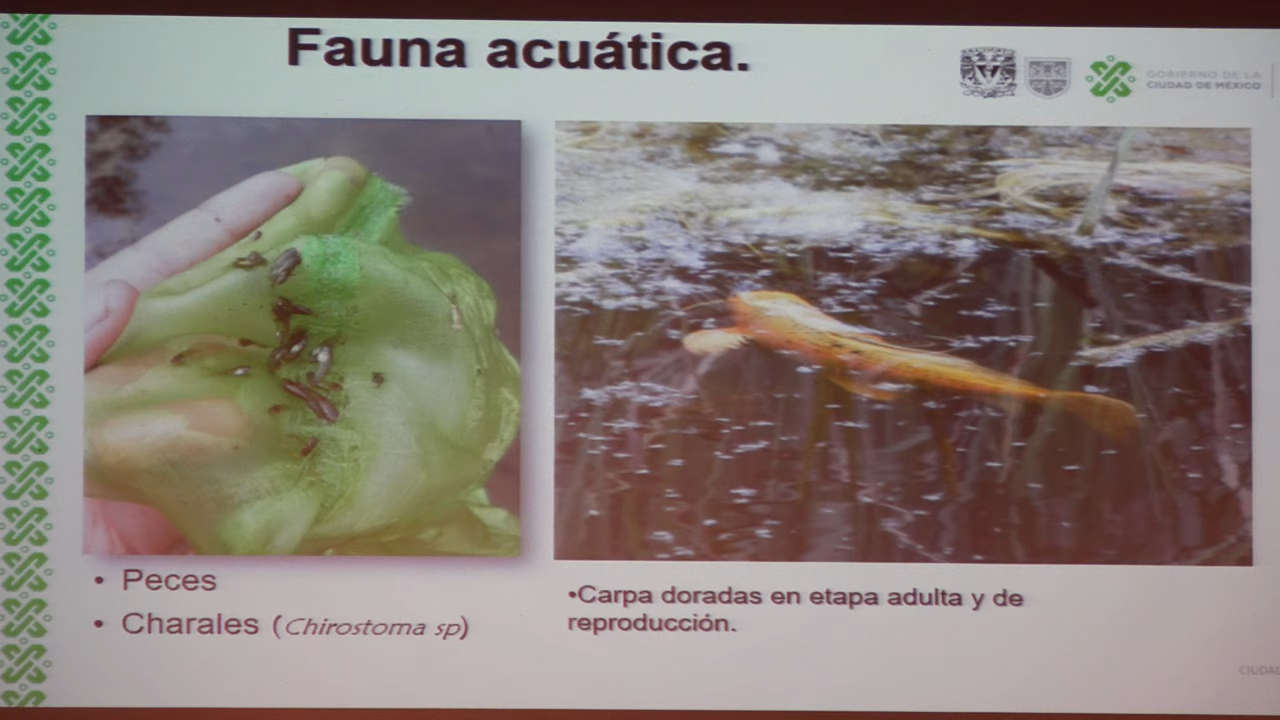 Fauna acuática.
GOBIERNO DE LA
CIUDAD DE MÉXICO
• Peces
• Charales (Chirostoma sp)
•Carpa doradas en etapa adulta y de
reproducción.
CIUDAD